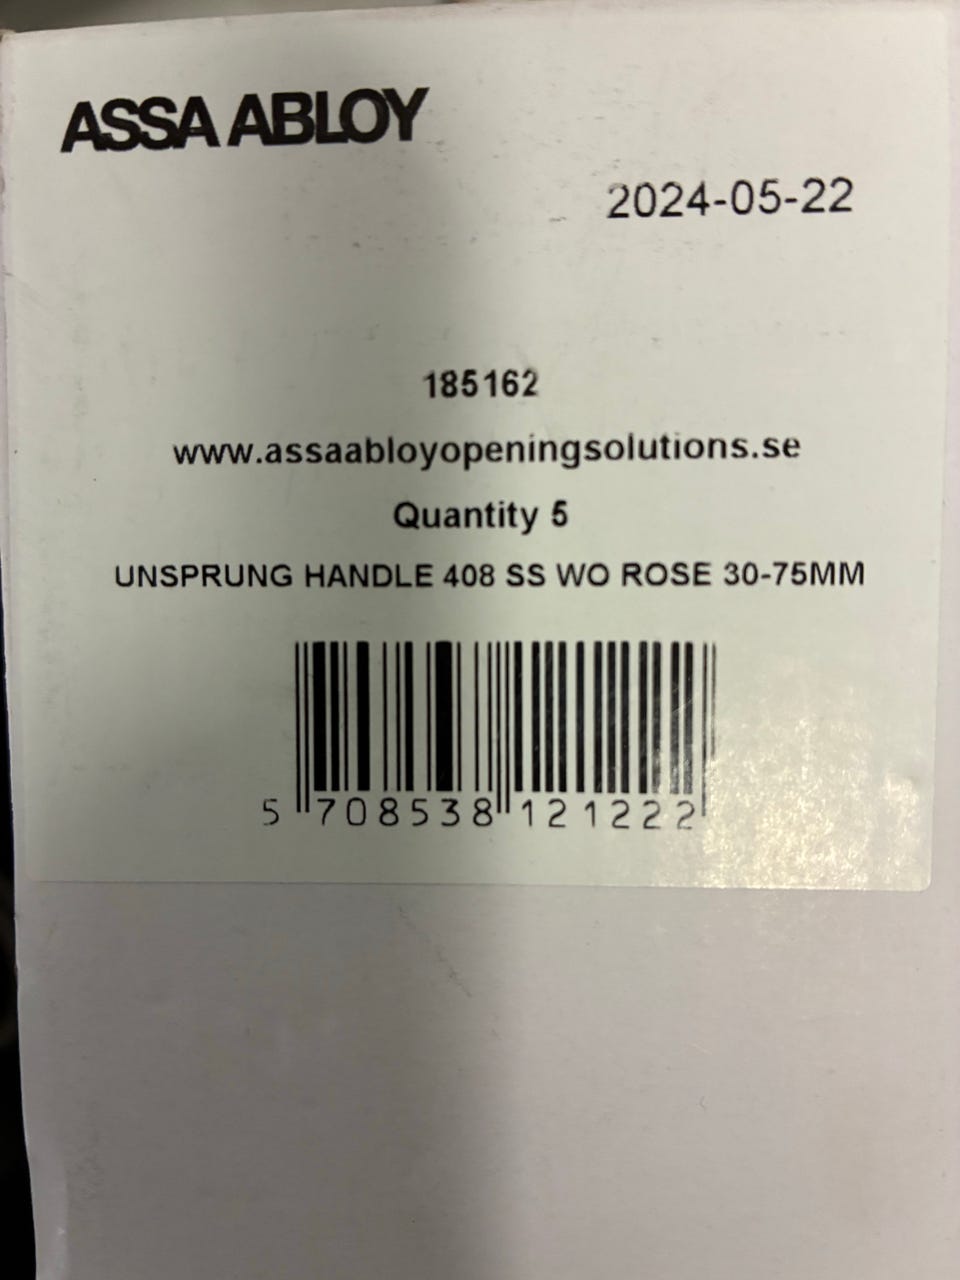 ASSA ABLOY
2024-05-22
185162
www.assaabloyopeningsolutions.se
Quantity 5
UNSPRUNG HANDLE 408 SS WO ROSE 30-75MM
5 708538 121222